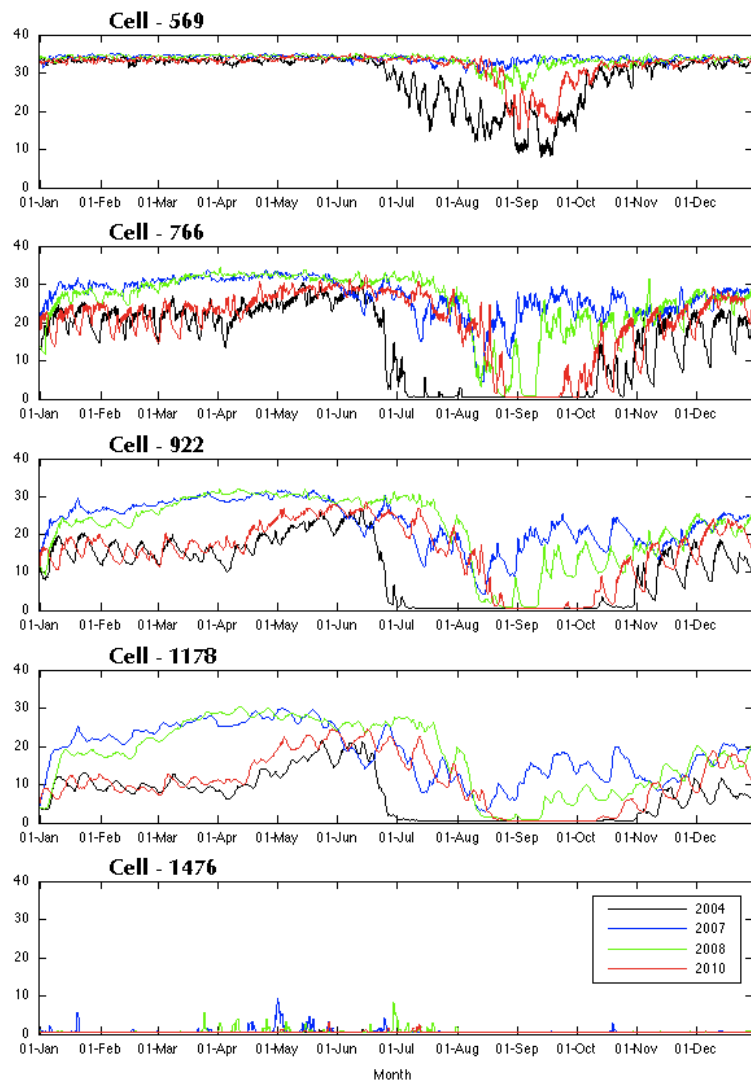 Cell - 569
40
30
20
10
0
01-Jan 01-Feb 01-Mar 01-Apr 01-May 01-Jun 01-Jul 01-Aug 01-Sep 01-Oct 01-Nov 01-Dec
Cell - 766
40
30
20
10
0
01-Jan 01-Feb 01-Mar 01-Apr 01-May 01-Jun 01-Jul 01-Aug 01-Sep 01-Oct 01-Nov 01-Dec
Cell - 922
40
30
20
10
0
01-Jan 01-Feb 01-Mar 01-Apr 01-May 01-Jun 01-Jul 01-Aug 01-Sep 01-Oct 01-Nov 01-Dec
Cell - 1178
40
30
20
10
0
01-Jan 01-Feb 01-Mar 01-Apr 01-May 01-Jun 01-Jul 01-Aug 01-Sep 01-Oct 01-Nov 01-Dec
Cell - 1476
40
30
20
10
0
2004
2007
2008
2010
01-Jan 01-Feb 01-Mar 01-Apr 01-May 01-Jun 01-Jul 01-Aug 01-Sep 01-Oct 01-Nov 01-Dec
Month